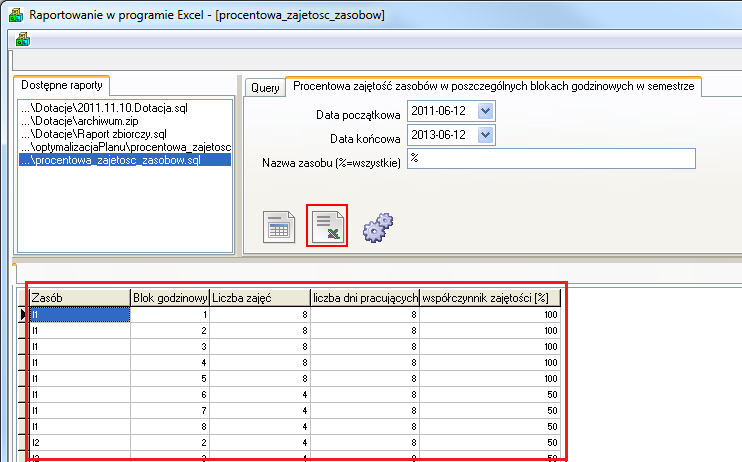 Raportowanie w programie Excel - [procentowa_zajetosc_zasobow]
Dostępne raporty
...\Dotacje\2011.11.10.Dotacja.sql
...\Dotacje\archiwum.zip
...\Dotacje\Raport zbiorczy.sql
...\optymalizacjaPlanu\procentowa_zajetosc
...\procentowa_zajetosc_zasobow.sql
Query
Procentowa zajętość zasobów w poszczególnych blokach godzinowych w semestrze
Data początkowa 2011-06-12
Data końcowa 2013-06-12
Nazwa zasobu (%=wszystkie) %
Zasób Blok godzinowy Liczba zajęć liczba dni pracujących współczynnik zajętości [%]
I1 1 8 8 100
I1 2 8 8 100
I1 3 8 8 100
I1 4 8 8 100
I1 5 8 8 100
I1 6 4 8 50
I1 7 4 8 50
I1 8 4 8 50
I2 2 4 8 50